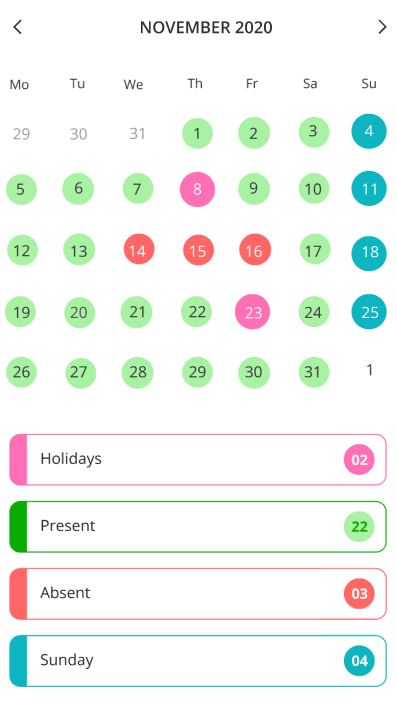 NOVEMBER 2020
Mo Tu We Th Fr Sa Su
29 30 31 1 2 3 4
5 6 7 8 9 10 11
12 13 14 15 16 17 18
19 20 21 22 23 24 25
26 27 28 29 30 31 1
Holidays 02
Present 22
Absent 03
Sunday 04